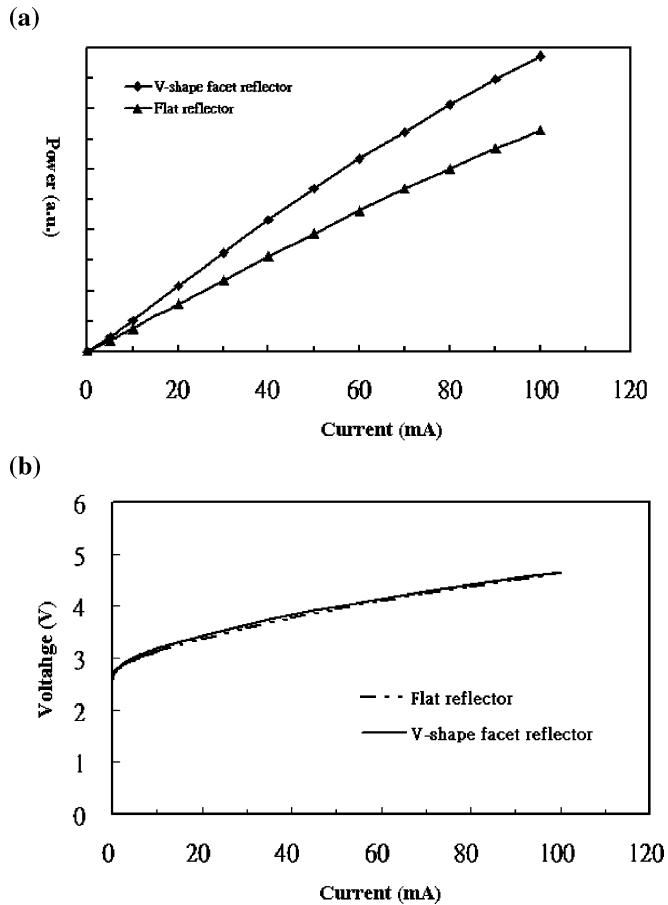 (a)
V-shape facet reflector
Flat reflector
Power (a.u.)
0 20 40 60 80 100 120
Current (mA)
(b)
6
5
4
3
2
1
0
Voltahge (V)
Flat reflector
V-shape facet reflector
0 20 40 60 80 100 120
Current (mA)